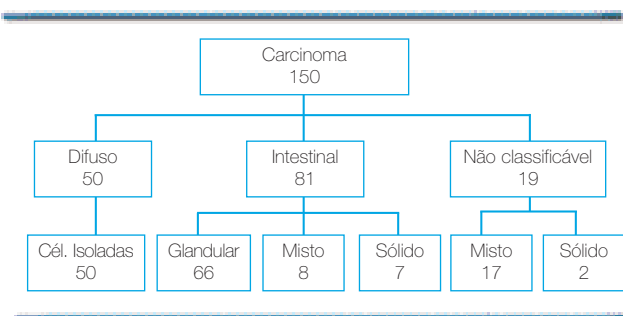 Carcinoma
150
Difuso
50
Intestinal
81
Não classificável
19
Cél. Isoladas
50
Glandular
66
Misto
8
Sólido
7
Misto
17
Sólido
2